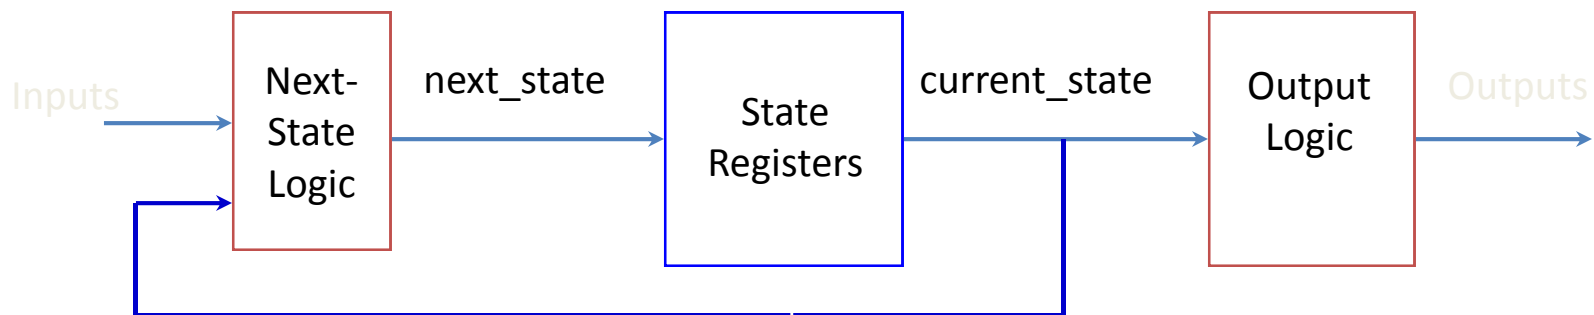 Inputs
Next-
State
Logic
next_state
State
Registers
current_state
Output
Logic
Outputs